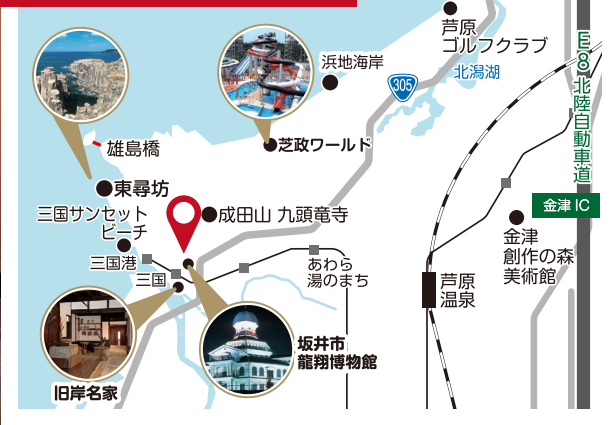 芦原
ゴルフクラブ
浜地海岸
305
北潟湖
E8 北陸自動車道
芝政ワールド
雄島橋
東尋坊
成田山 九頭竜寺
三国サンセット
ビーチ
金津 IC
金津
創作の森
美術館
三国港
三国
あわら
湯のまち
芦原
温泉
坂井市
龍翔博物館
旧岸名家